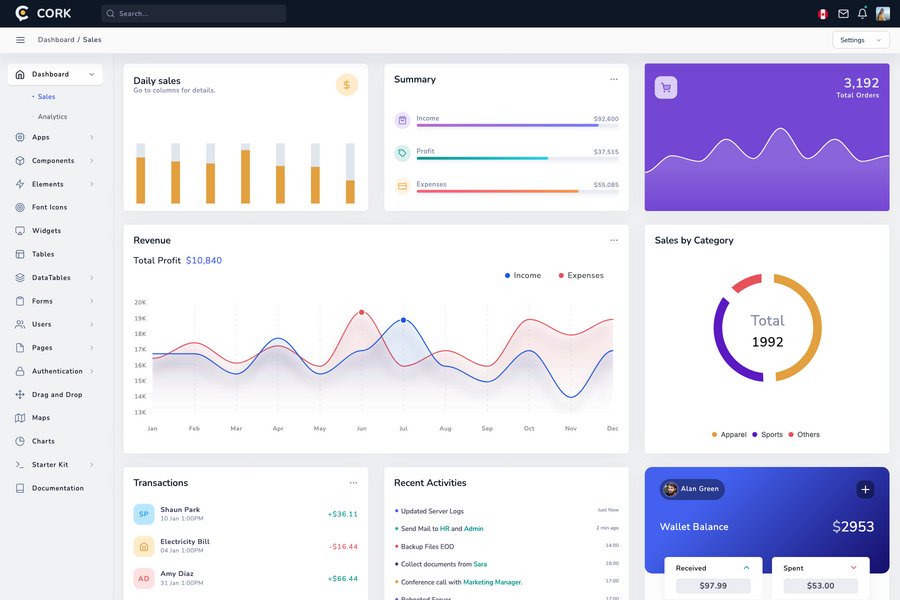 CORK
Search...
Dashboard / Sales
Settings
Dashboard
Sales
Analytics
Apps
Components
Elements
Font Icons
Widgets
Tables
DataTables
Forms
Users
Pages
Authentication
Drag and Drop
Maps
Charts
Starter Kit
Documentation
Daily sales
Go to columns for details.
$
Summary
Income $92,600
Profit $37,515
Expenses $55,085
3,192
Total Orders
Revenue
Total Profit $10,840
Income Expenses
20K
19K
18K
17K
16K
15K
14K
13K
Jan Feb Mar Apr May Jun Jul Aug Sep Oct Nov Dec
Sales by Category
Total
1992
Apparel Sports Others
Transactions
SP
Shaun Park
10 Jan 1:00PM
+$36.11
Electricity Bill
04 Jan 1:00PM
-$16.44
AD
Amy Diaz
31 Jan 1:00PM
+$66.44
Recent Activities
Updated Server Logs Just Now
Send Mail to HR and Admin 2 min ago
Backup Files EOD 14:00
Collect documents from Sara 16:00
Conference call with Marketing Manager. 17:00
Rebooted Server 17:00
Alan Green
Wallet Balance $2953
Received
$97.99
Spent
$53.00